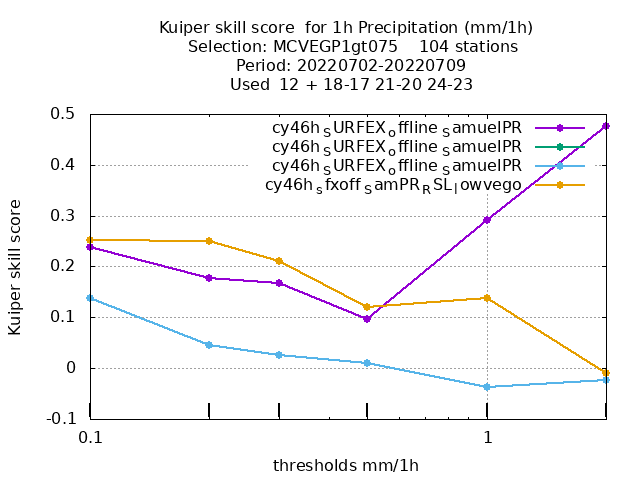 Kuiper skill score  for 1h Precipitation (mm/1h)
Selection: MCVEGP1gt075    104 stations
Period: 20220702-20220709
Used  12 + 18-17 21-20 24-23
cy46h_SURFEX_offline_SamuelPR
cy46h_SURFEX_offline_SamuelPR
cy46h_SURFEX_offline_SamuelPR
cy46h_sfxoff_SamPR_RSL_lowvego
0.5
0.4
0.3
0.2
0.1
0
-0.1
Kuiper skill score
0.1 1
thresholds mm/1h